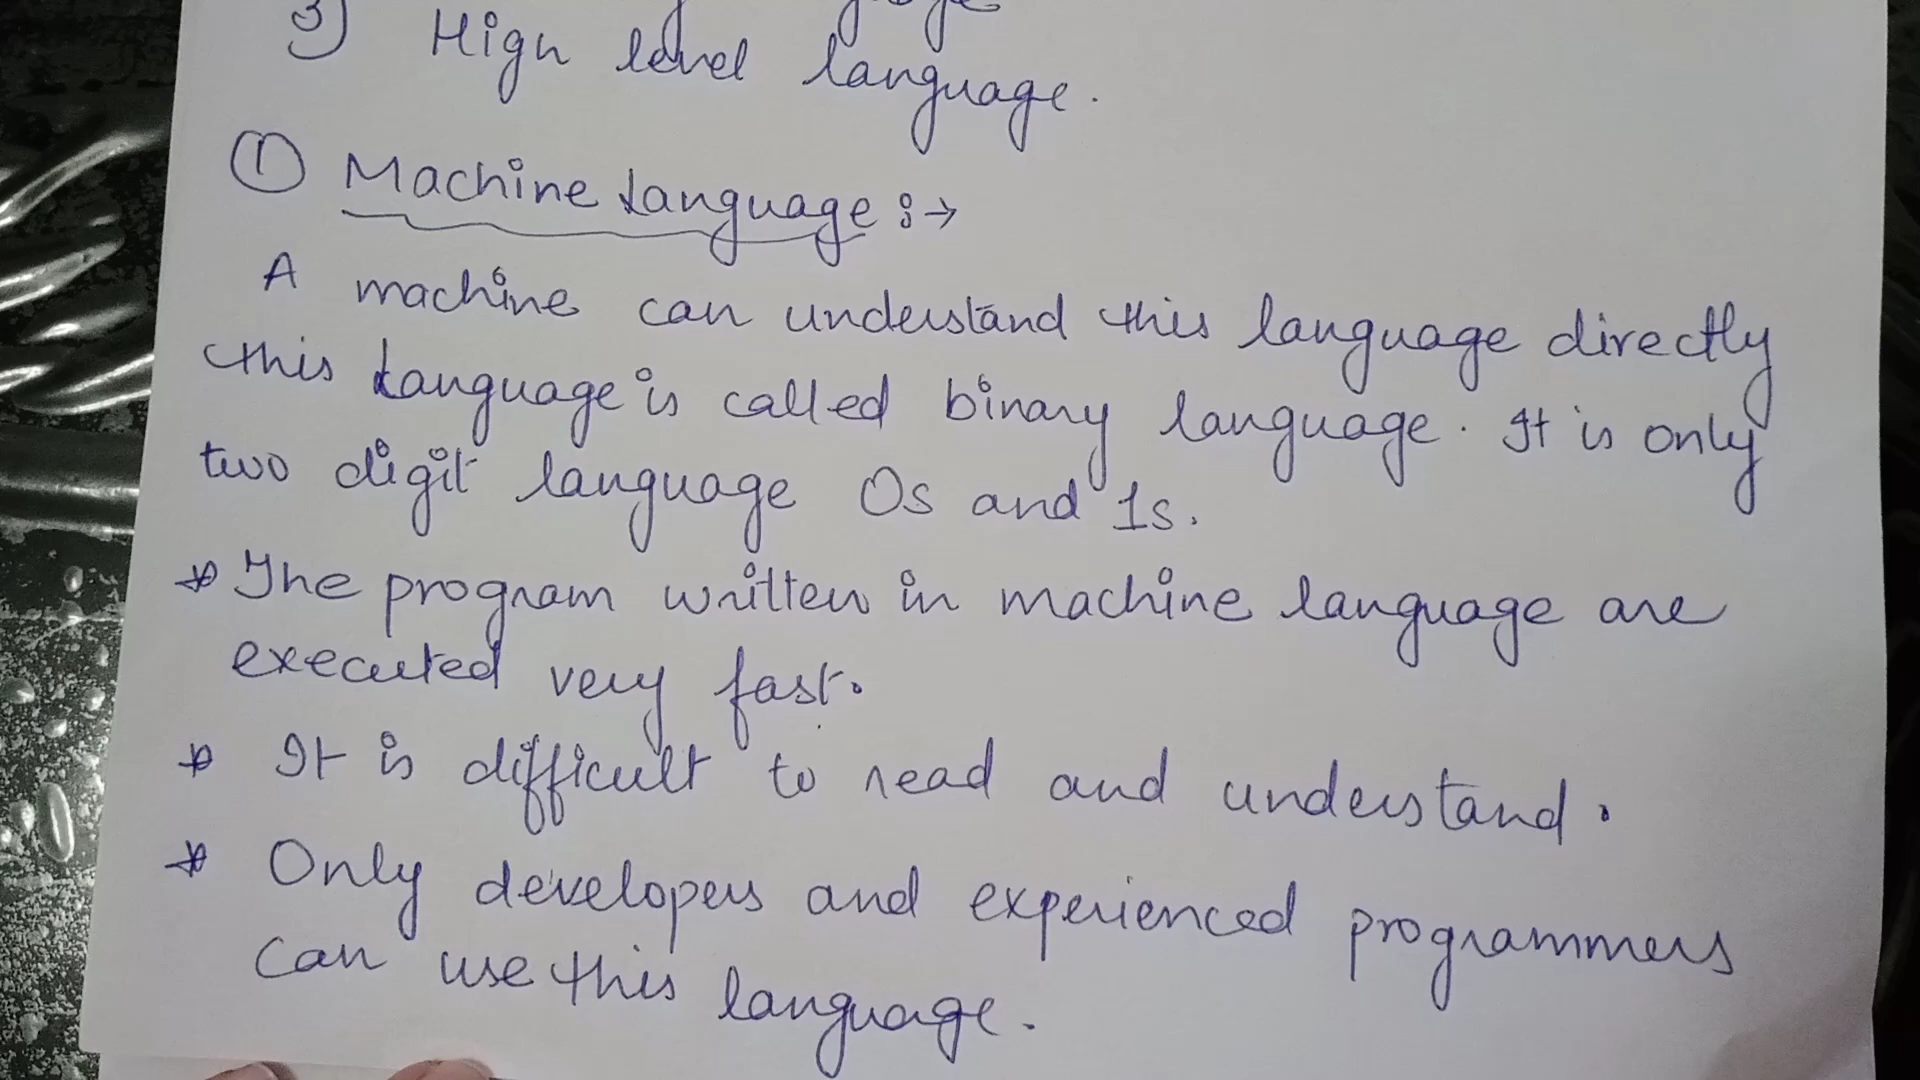 3) High level language.
① Machine Language :→
A machine can understand this language directly
this Language is called binary language. It is only
two digit language 0s and 1s.
* The program written in machine language are
executed very fast.
* It is difficult to read and understand.
* Only developers and experienced programmers
can use this language.